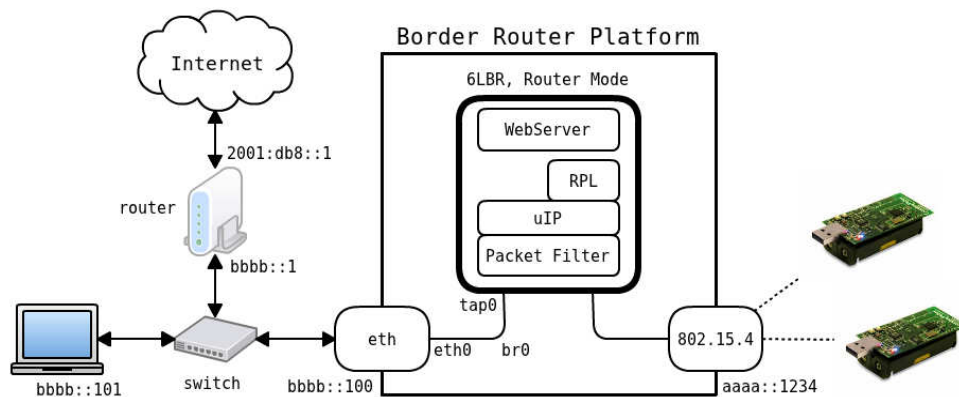 Border Router Platform
Internet
6LBR, Router Mode
WebServer
2001:db8::1
RPL
router
uIP
Packet Filter
bbbb::1
tap0
eth
802.15.4
eth0
br0
switch
bbbb::101
bbbb::100
aaaa::1234